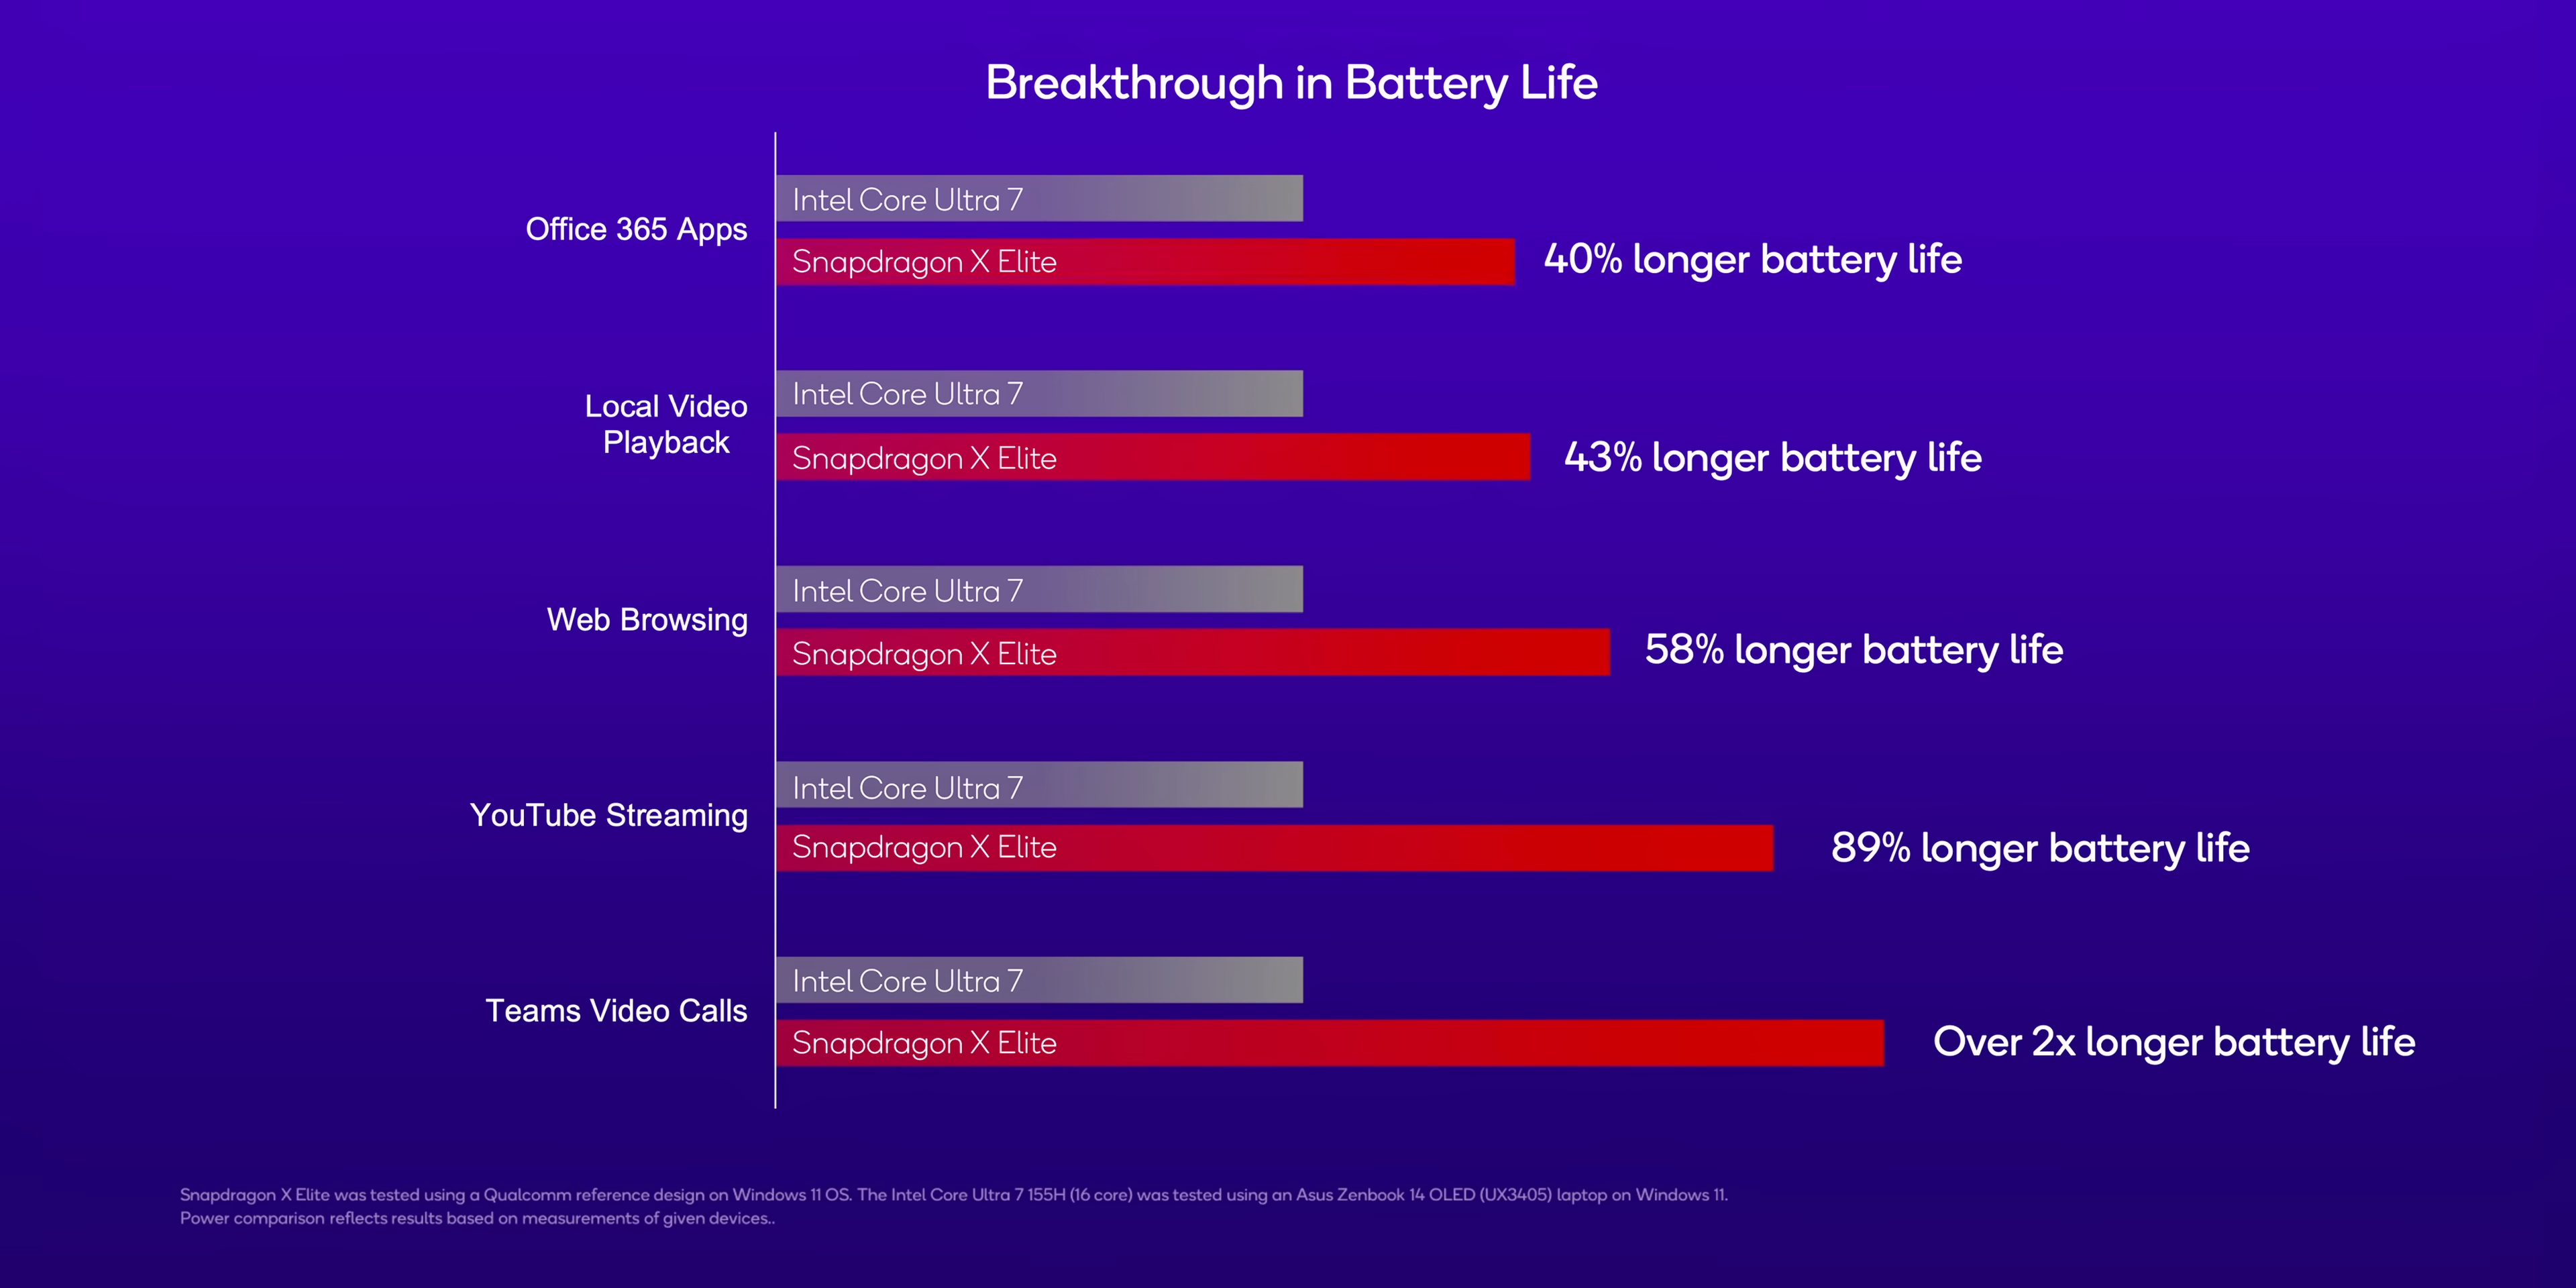 Breakthrough in Battery Life
Office 365 Apps
Intel Core Ultra 7
Snapdragon X Elite
40% longer battery life
Local Video
Playback
Intel Core Ultra 7
Snapdragon X Elite
43% longer battery life
Web Browsing
Intel Core Ultra 7
Snapdragon X Elite
58% longer battery life
YouTube Streaming
Intel Core Ultra 7
Snapdragon X Elite
89% longer battery life
Teams Video Calls
Intel Core Ultra 7
Snapdragon X Elite
Over 2x longer battery life
Snapdragon X Elite was tested using a Qualcomm reference design on Windows 11 OS. The Intel Core Ultra 7 155H (16 core) was tested using an Asus Zenbook 14 OLED (UX3405) laptop on Windows 11.
Power comparison reflects results based on measurements of given devices..